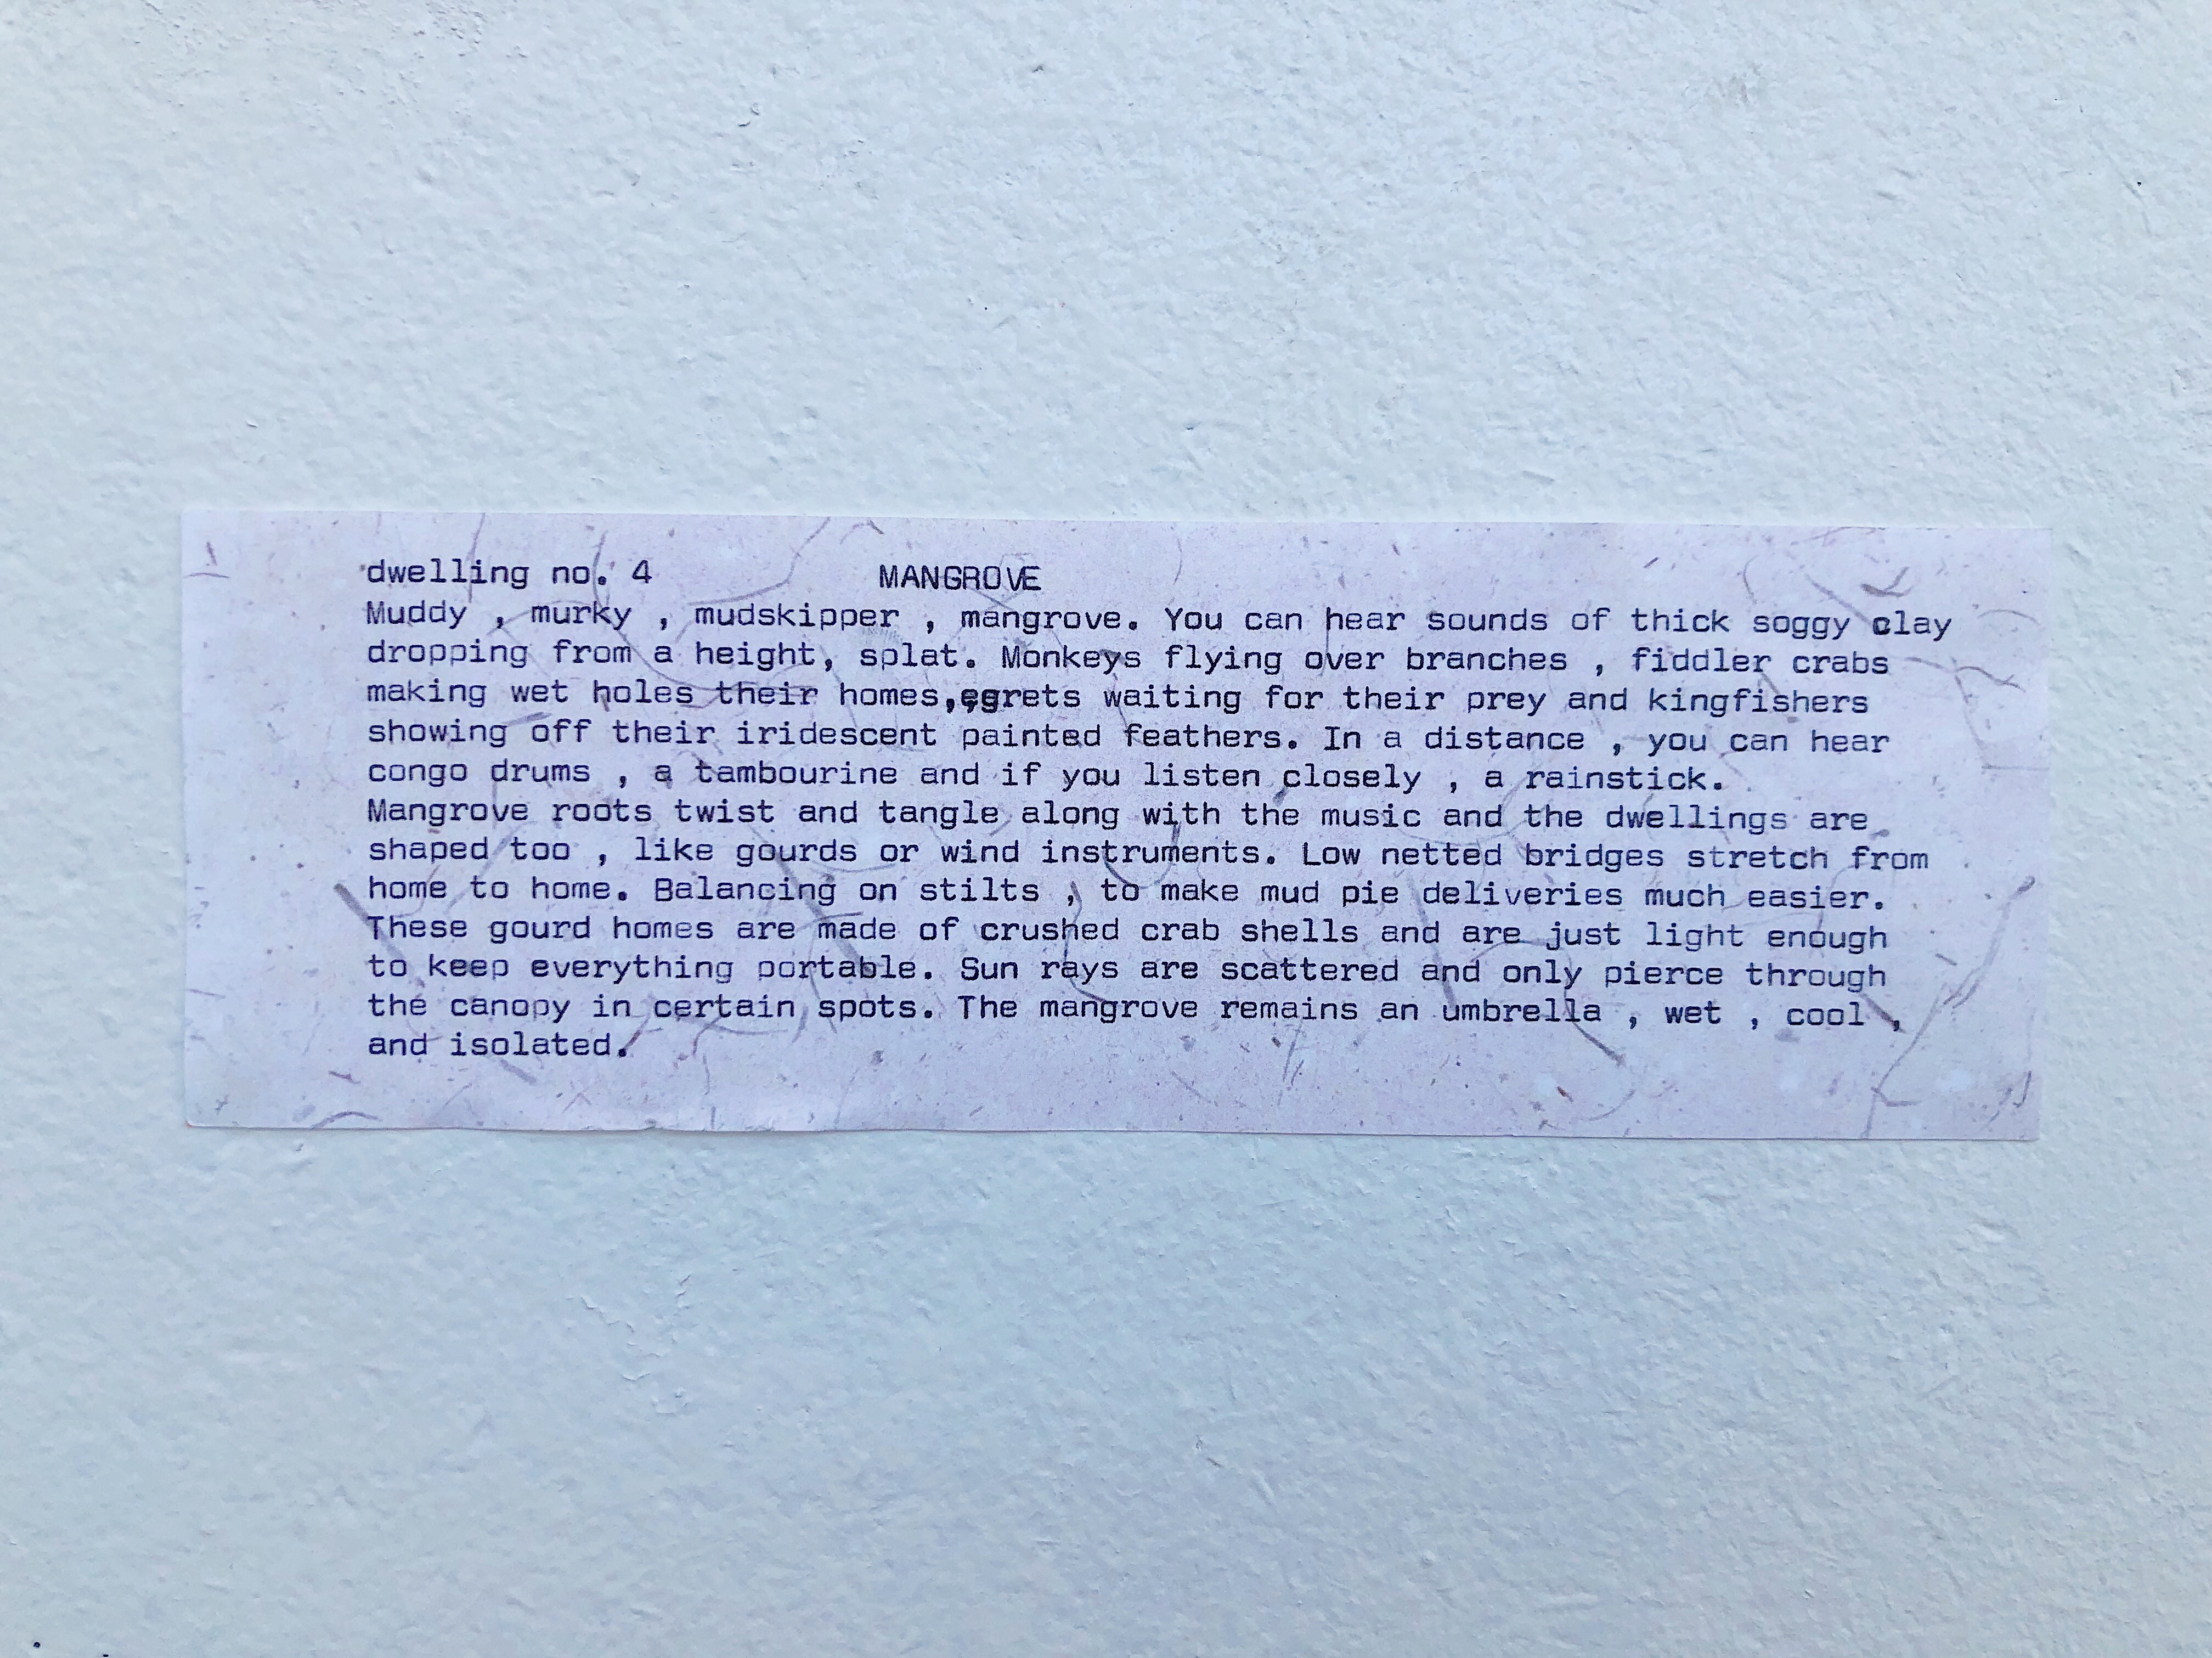 dwelling no. 4 MANGROVE
Muddy , murky , mudskipper , mangrove. You can hear sounds of thick soggy clay
dropping from a height, splat. Monkeys flying over branches , fiddler crabs
making wet holes their homes,egrets waiting for their prey and kingfishers
showing off their iridescent painted feathers. In a distance , you can hear
congo drums , a tambourine and if you listen closely , a rainstick.
Mangrove roots twist and tangle along with the music and the dwellings are
shaped too , like gourds or wind instruments. Low netted bridges stretch from
home to home. Balancing on stilts , to make mud pie deliveries much easier.
These gourd homes are made of crushed crab shells and are just light enough
to keep everything portable. Sun rays are scattered and only pierce through
the canopy in certain spots. The mangrove remains an umbrella , wet , cool ,
and isolated.